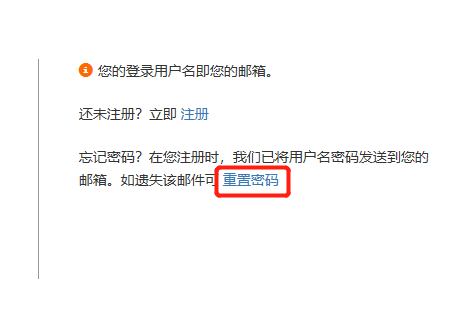 您的登录用户名即您的邮箱。
还未注册？立即 注册
忘记密码？在您注册时，我们已将用户名密码发送到您的
邮箱。如遗失该邮件可 重置密码